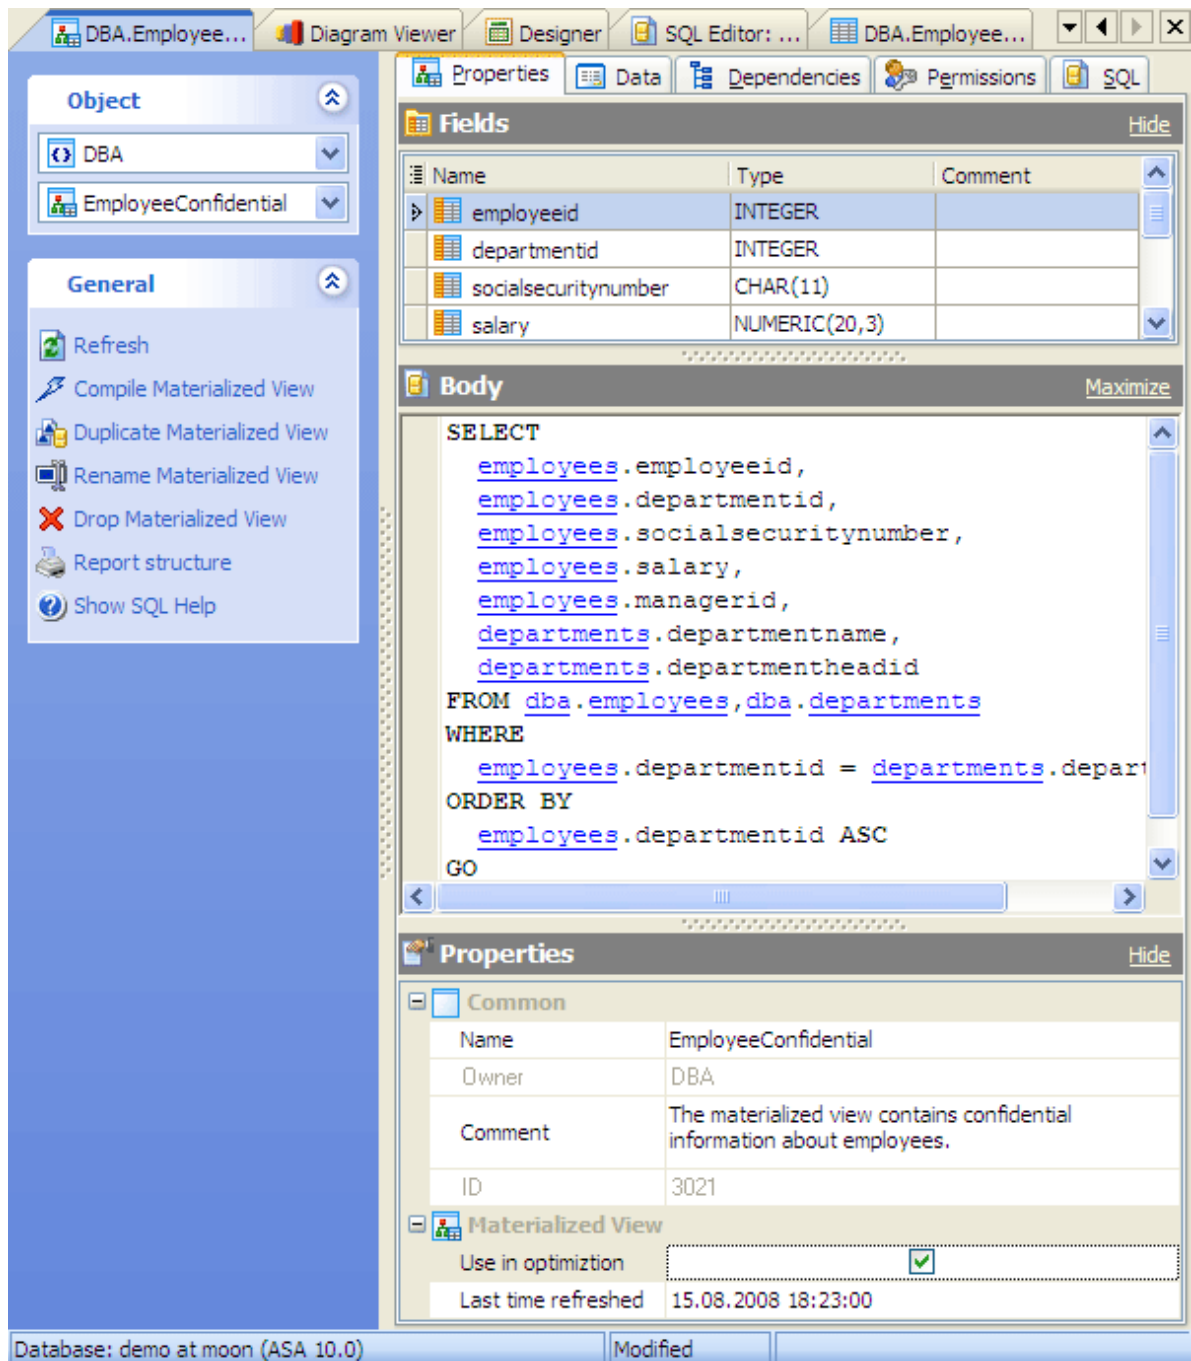 DBA.Employee... Diagram Viewer Designer SQL Editor: ... DBA.Employee...
Object
DBA
EmployeeConfidential
General
Refresh
Compile Materialized View
Duplicate Materialized View
Rename Materialized View
Drop Materialized View
Report structure
Show SQL Help
Properties Data Dependencies Permissions SQL
Fields Hide
Name Type Comment
employeeid INTEGER
departmentid INTEGER
socialsecuritynumber CHAR(11)
salary NUMERIC(20,3)
Body Maximize
SELECT
employees.employeeid,
employees.departmentid,
employees.socialsecuritynumber,
employees.salary,
employees.managerid,
departments.departmentname,
departments.departmentheadid
FROM dba.employees,dba.departments
WHERE
employees.departmentid = departments.depart
ORDER BY
employees.departmentid ASC
GO
Properties Hide
Common
Name EmployeeConfidential
Owner DBA
Comment The materialized view contains confidential
information about employees.
ID 3021
Materialized View
Use in optimiztion
Last time refreshed 15.08.2008 18:23:00
Database: demo at moon (ASA 10.0) Modified